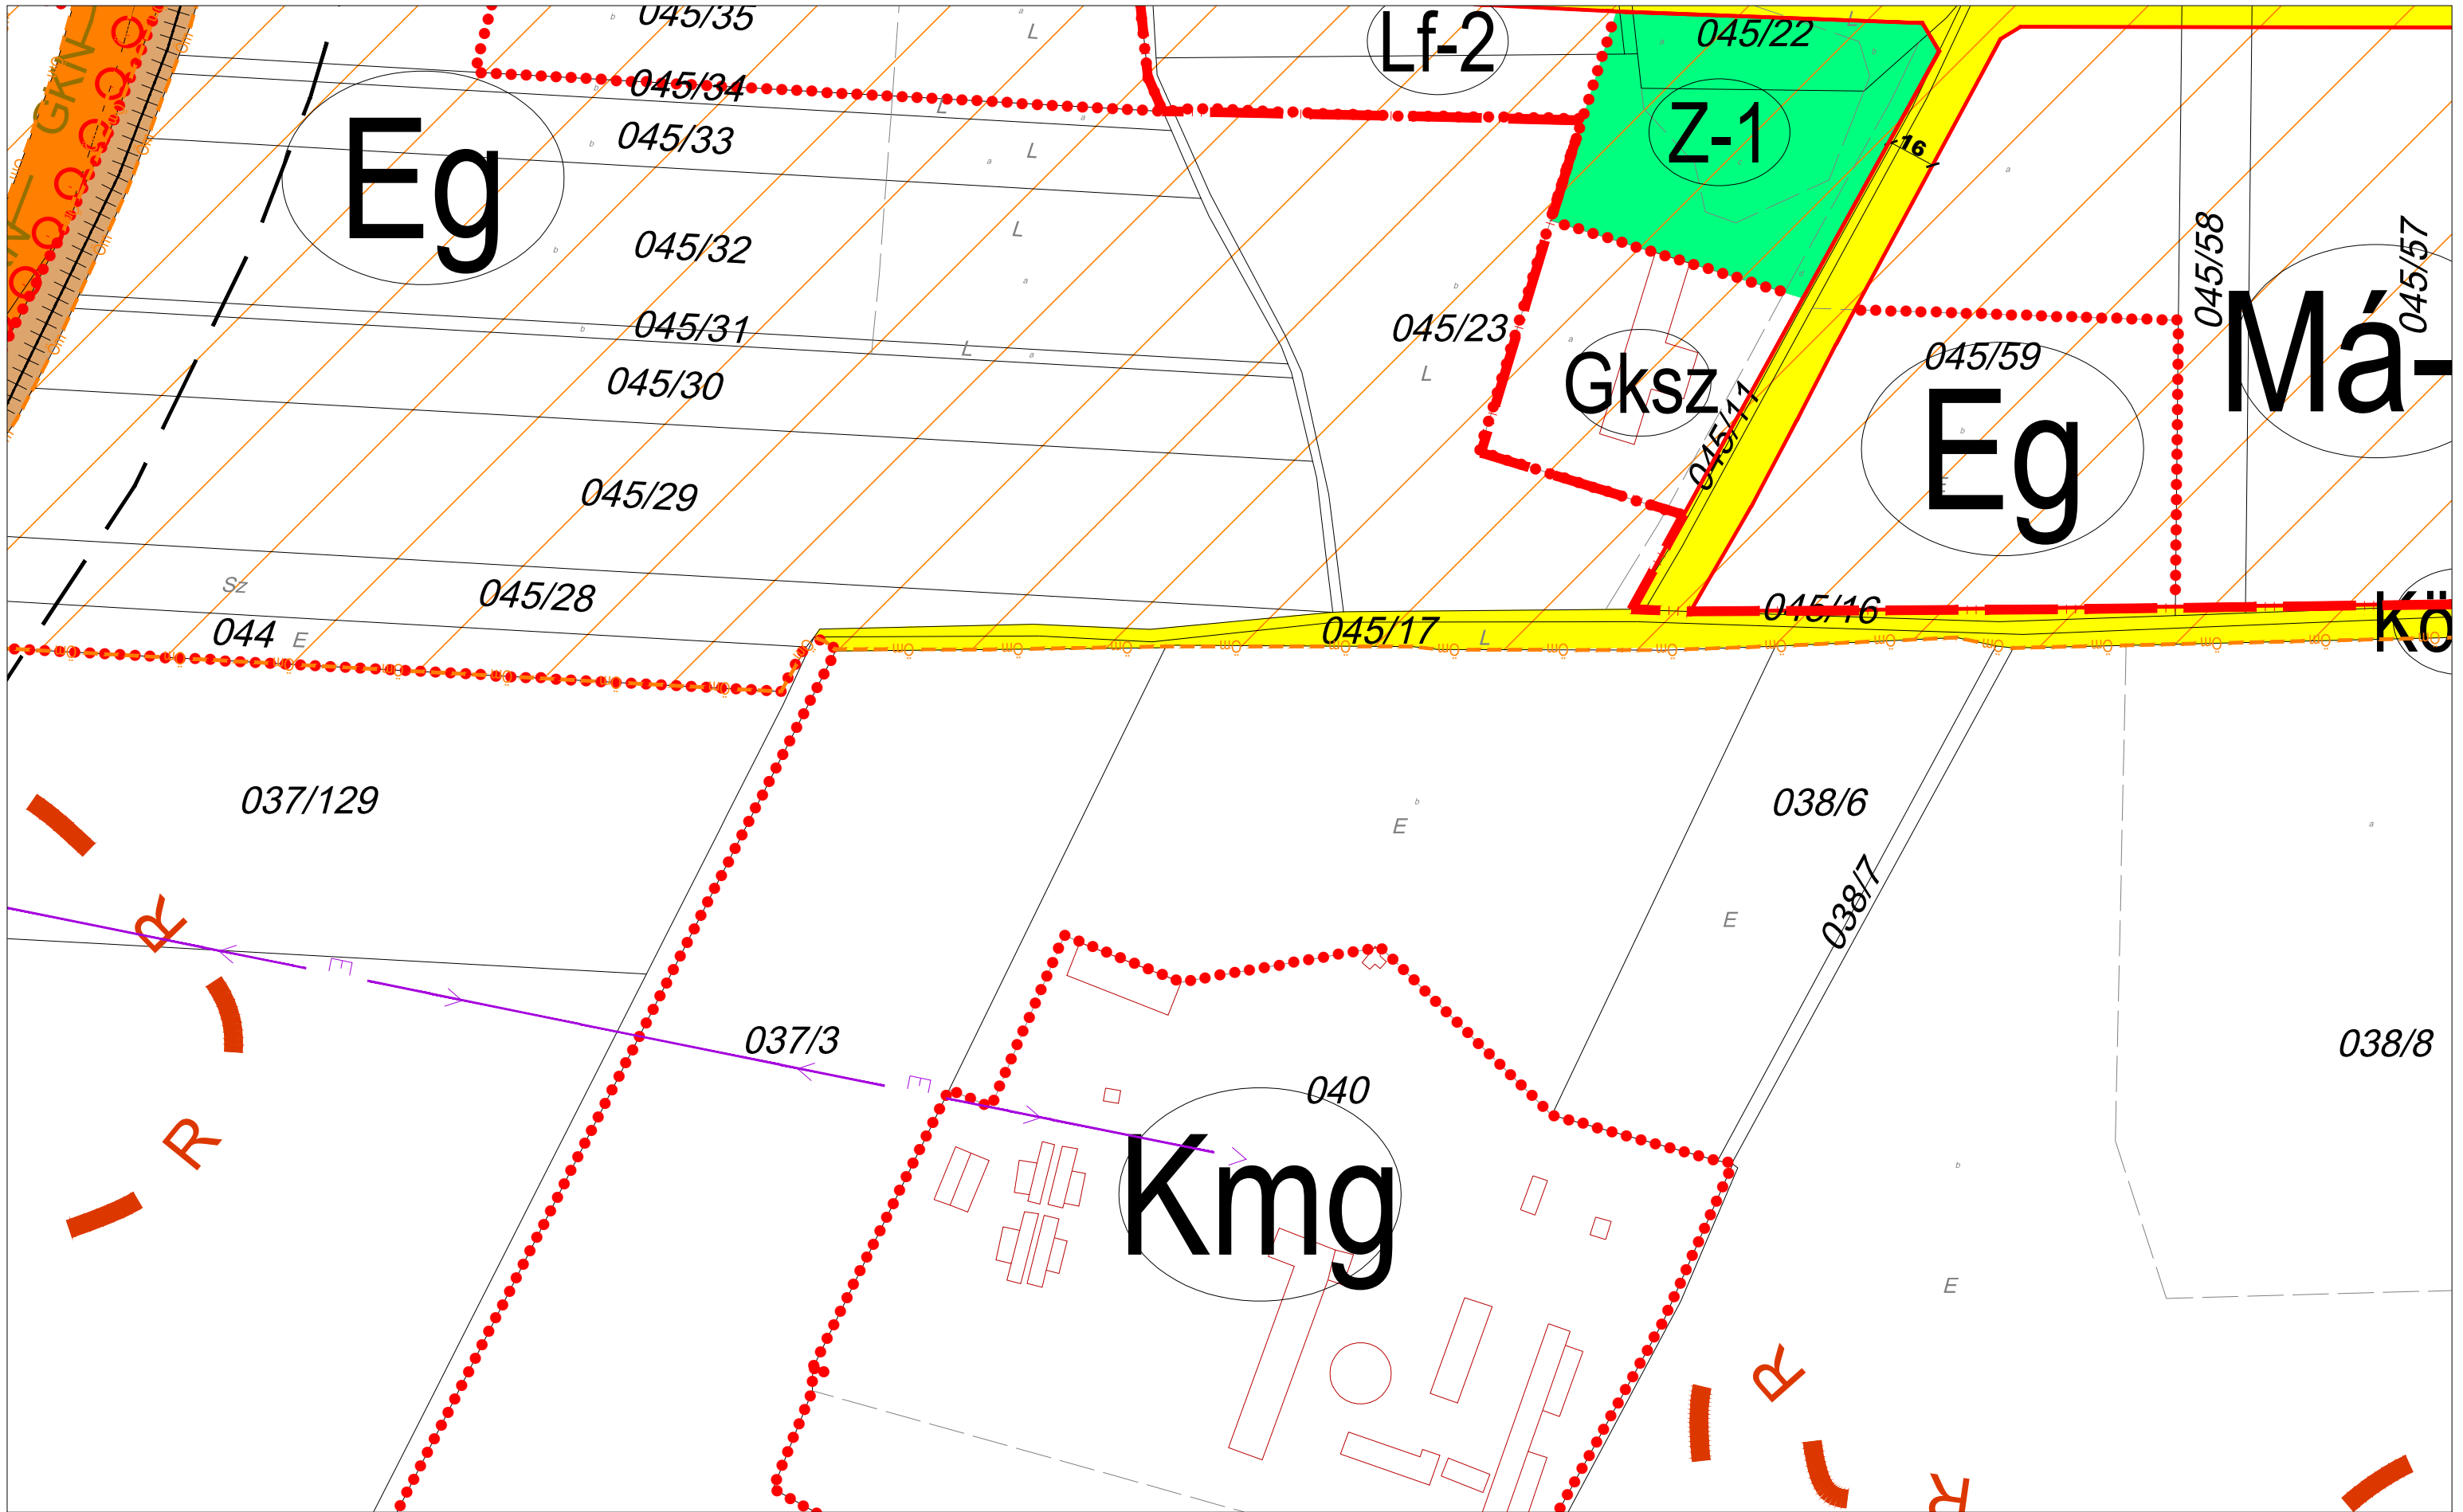 045/35
L
Lf-2
045/22
L
GKN
045/34
L
045/33
L
Z-1
16
Eg
045/32
L
045/58
045/57
045/31
L
045/23
045/59
Má-
045/30
L
Gksz
045/11
Eg
045/29
Sz
045/28
045/16
044
E
045/17
L
Kö
037/129
E
038/6
R
E
038/7
E
037/3
038/8
E
040
R
Kmg
E
R
R